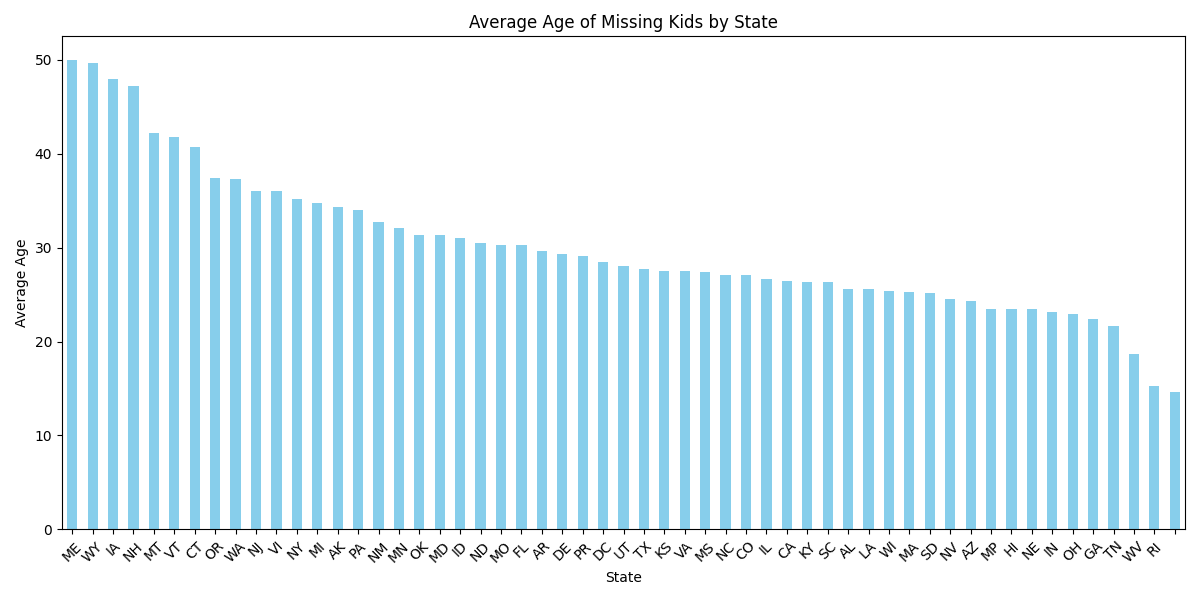 Average Age of Missing Kids by State
Average Age
50
40
30
20
10
0
ME WY IA NH MT VT CT OR WA NJ VI NY MI AK PA NM MN OK MD ID ND MO FL AR DE PR DC UT TX KS VA MS NC CO IL CA KY SC AL LA WI MA SD NV AZ MP HI NE IN OH GA TN WV RI
State